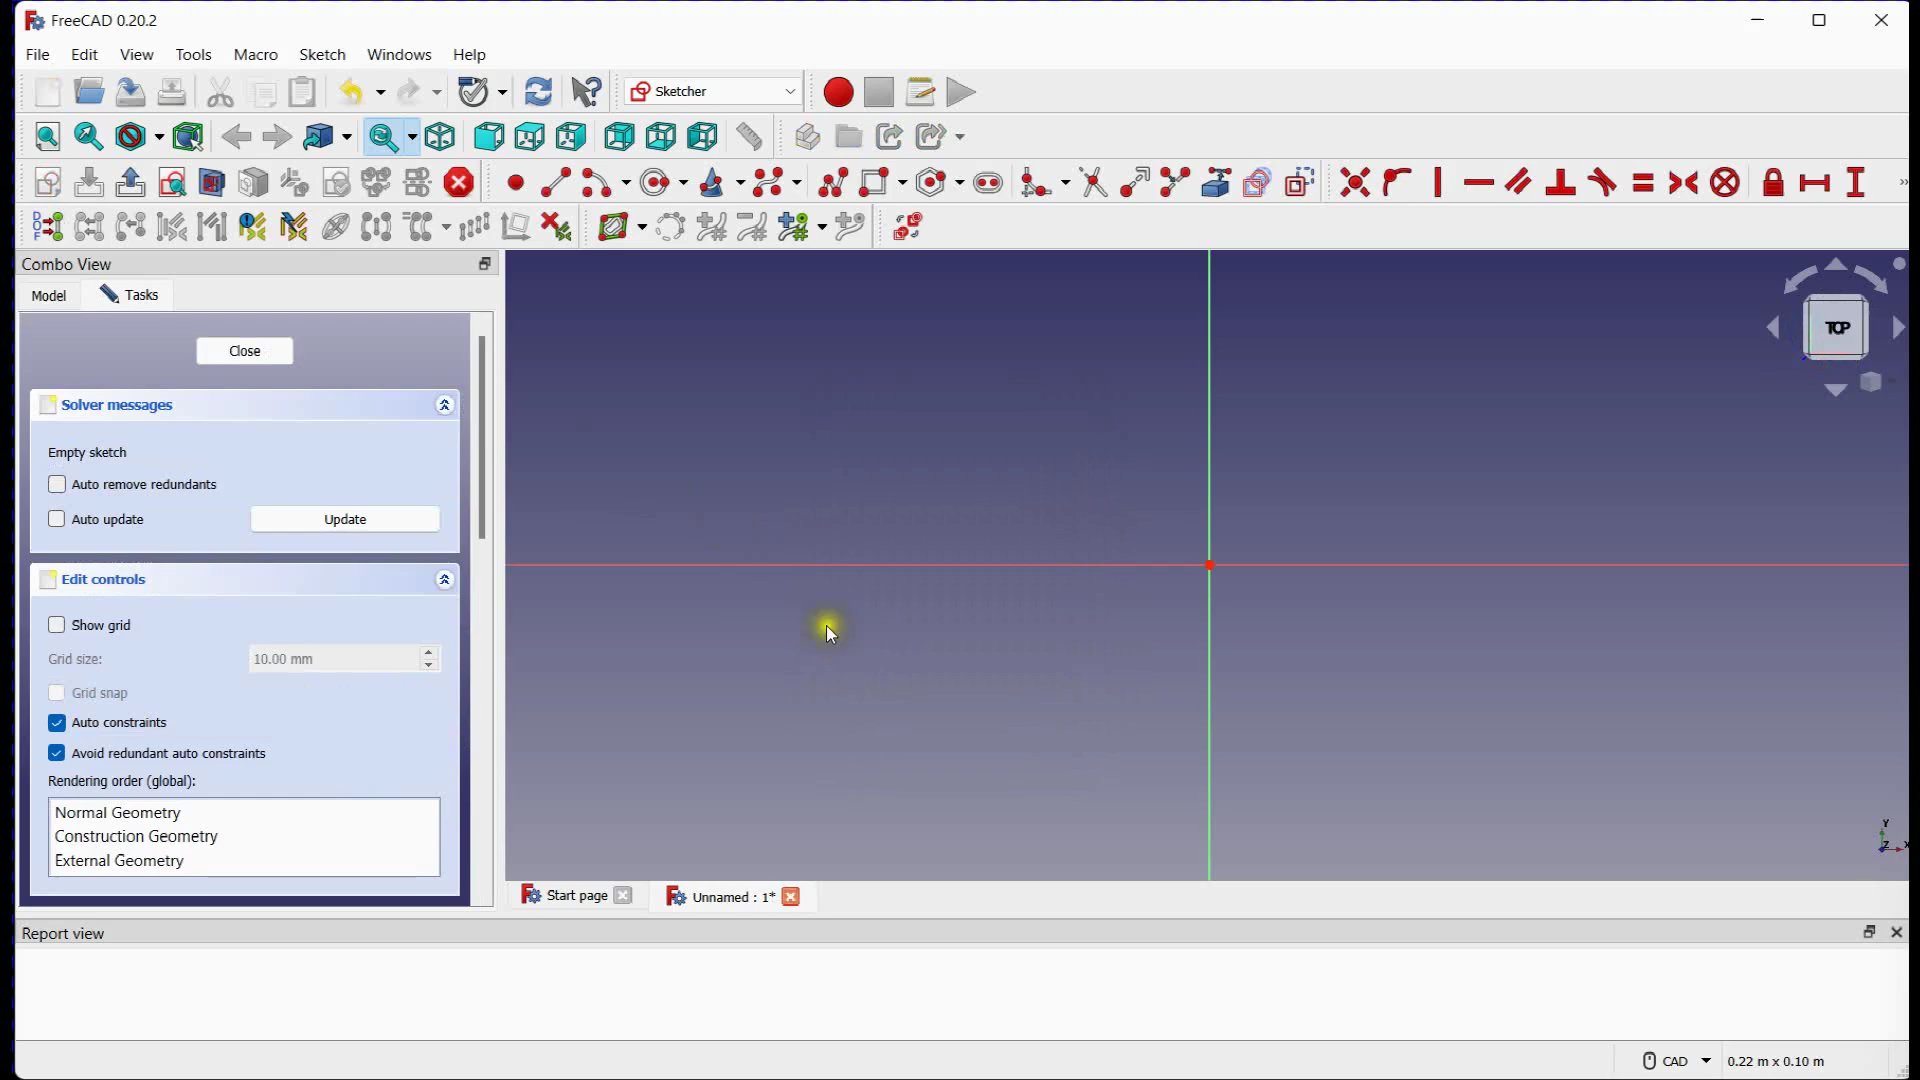 FreeCAD 0.20.2
File Edit View Tools Macro Sketch Windows Help
Sketcher
Combo View
Model Tasks
TOP
Close
Solver messages
Empty sketch
Auto remove redundants
Auto update Update
Edit controls
Show grid
Grid size: 10.00 mm
Grid snap
Auto constraints
Avoid redundant auto constraints
Rendering order (global):
Normal Geometry
Construction Geometry
External Geometry
Y
Z X
Start page Unnamed : 1*
Report view
CAD 0.22 m x 0.10 m